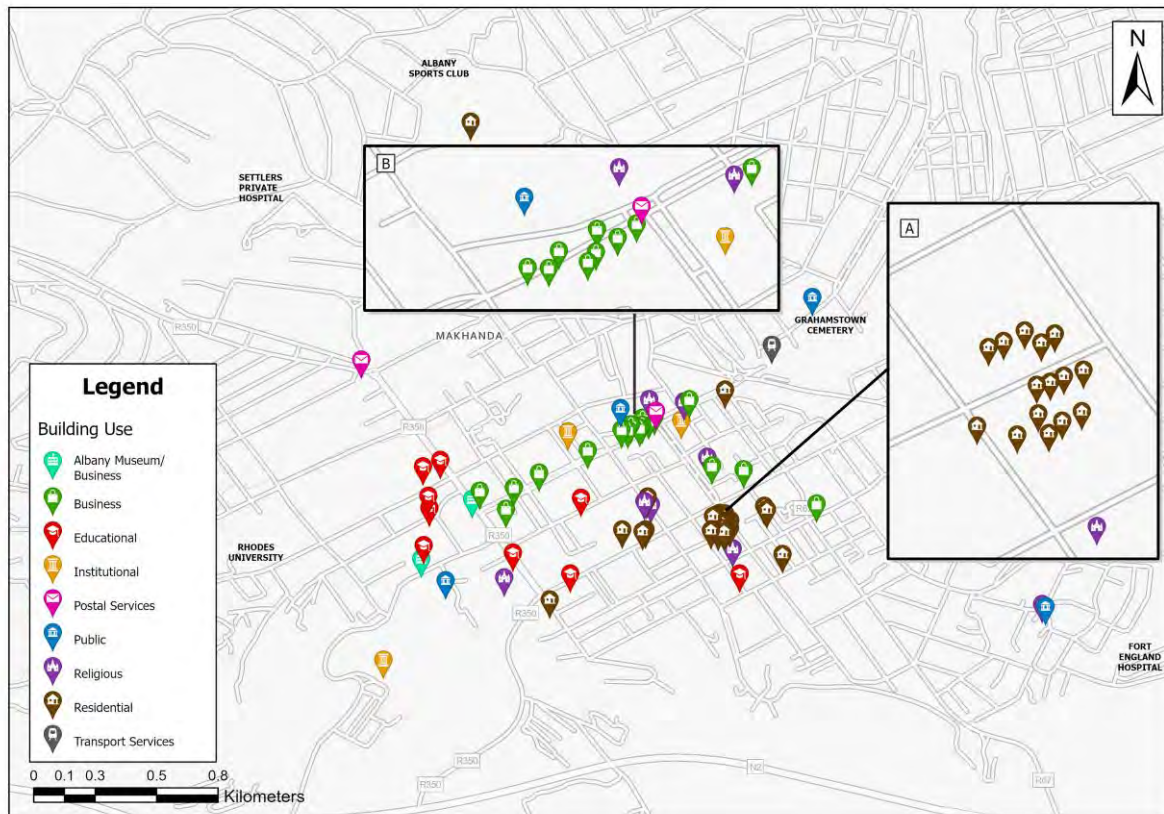 N
ALBANY
SPORTS CLUB
B
SETTLERS
PRIVATE
HOSPITAL
A
GRAHAMSTOWN
CEMETERY
R350
MAKHANDA
R350
R350
RHODES
UNIVERSITY
R350
FORT
ENGLAND
HOSPITAL
R350
R350
N2
R67
Legend
Building Use
Albany Museum/
Business
Business
Educational
Institutional
Postal Services
Public
Religious
Residential
Transport Services
0 0.1 0.3 0.5 0.8
Kilometers